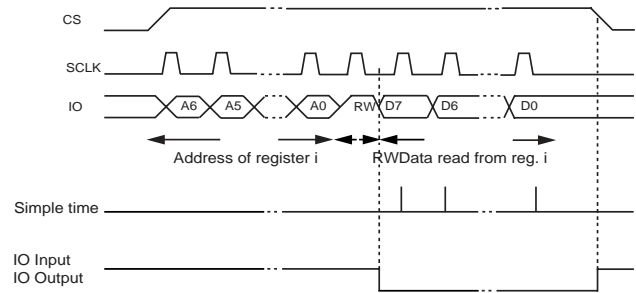 CS
SCLK
IO A6 A5 A0 RW D7 D6 D0
Address of register i RWData read from reg. i
Simple time
IO Input
IO Output